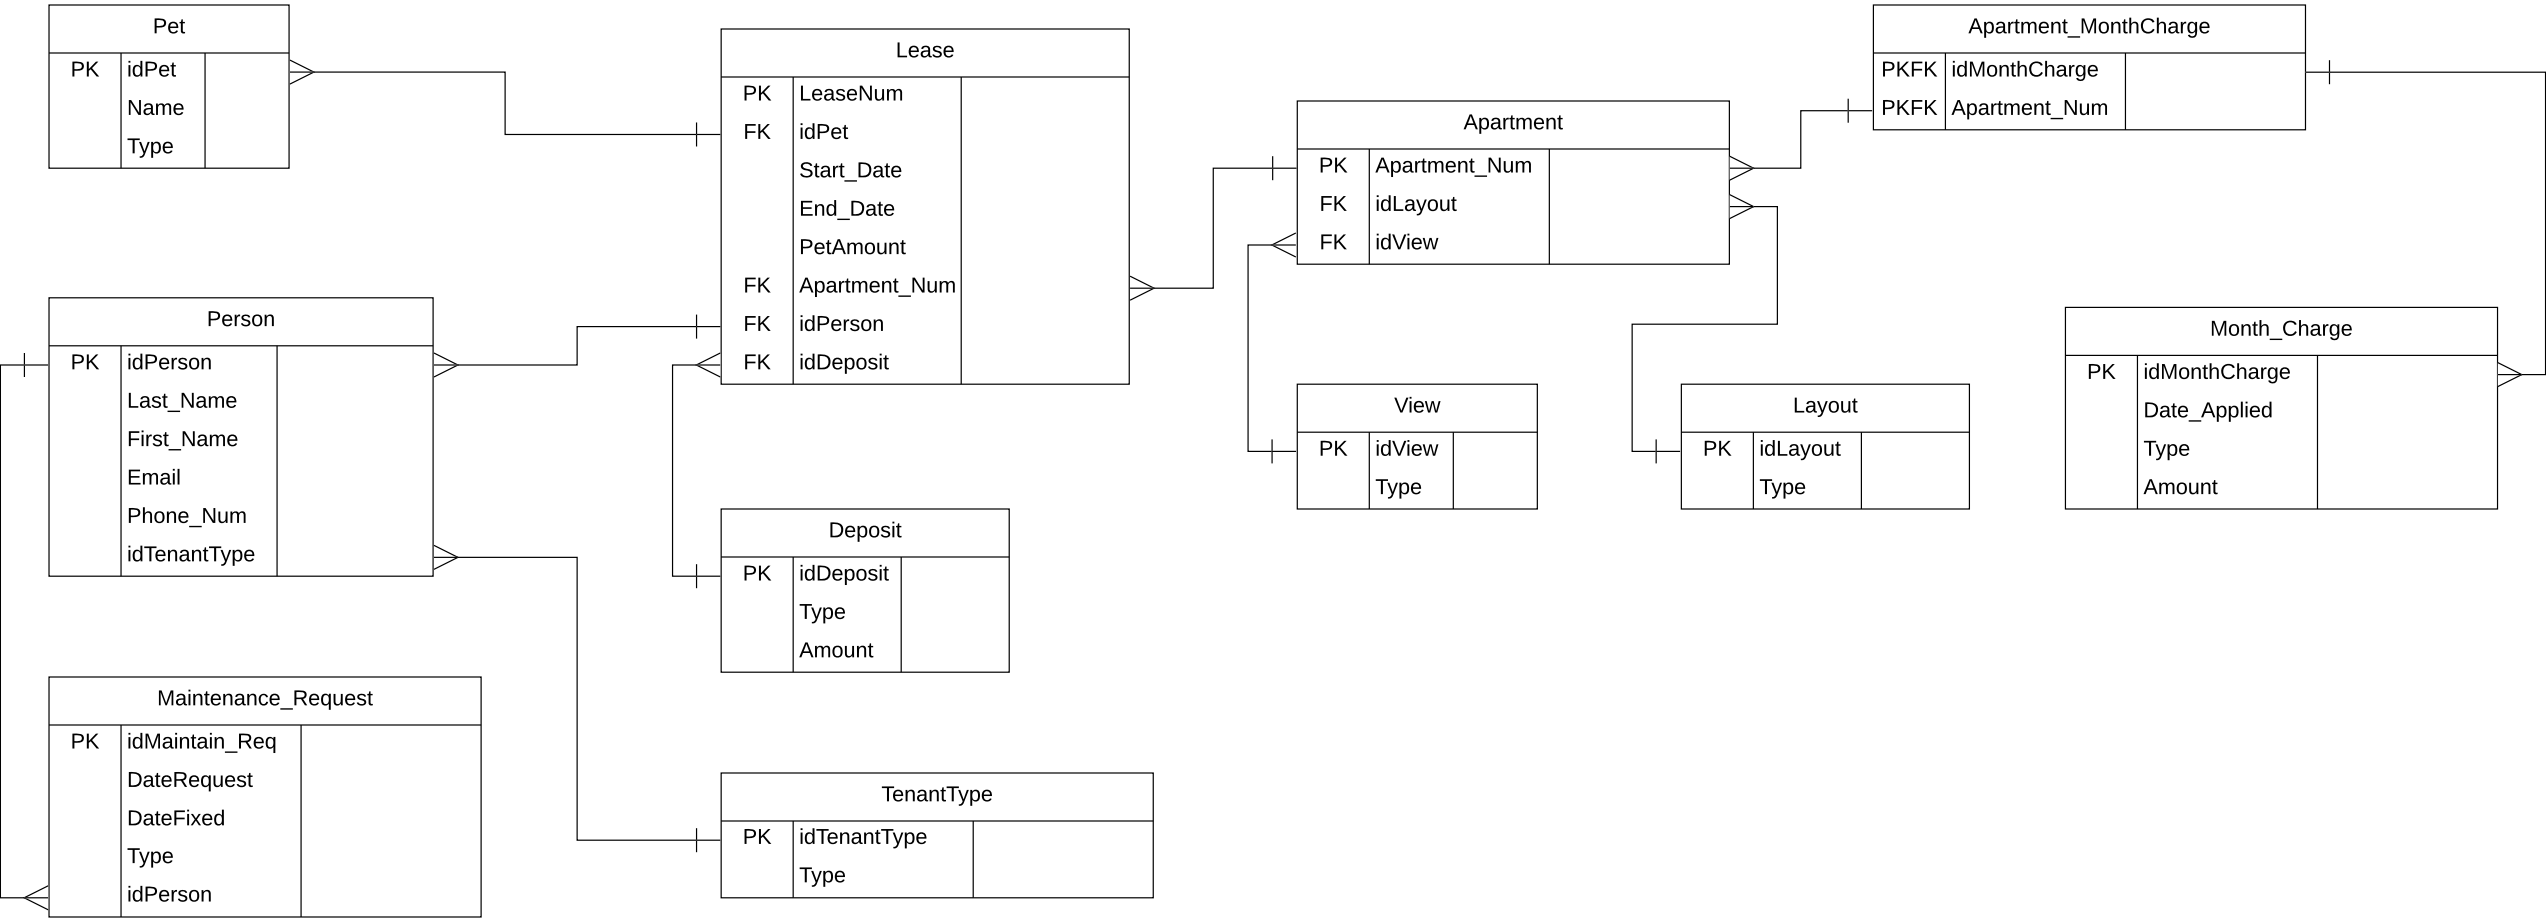 Pet
PK idPet
Name
Type
Lease
PK LeaseNum
FK idPet
Start_Date
End_Date
PetAmount
FK Apartment_Num
FK idPerson
FK idDeposit
Apartment
PK Apartment_Num
FK idLayout
FK idView
Apartment_MonthCharge
PKFK idMonthCharge
PKFK Apartment_Num
Person
PK idPerson
Last_Name
First_Name
Email
Phone_Num
idTenantType
View
PK idView
Type
Layout
PK idLayout
Type
Month_Charge
PK idMonthCharge
Date_Applied
Type
Amount
Deposit
PK idDeposit
Type
Amount
Maintenance_Request
PK idMaintain_Req
DateRequest
DateFixed
Type
idPerson
TenantType
PK idTenantType
Type